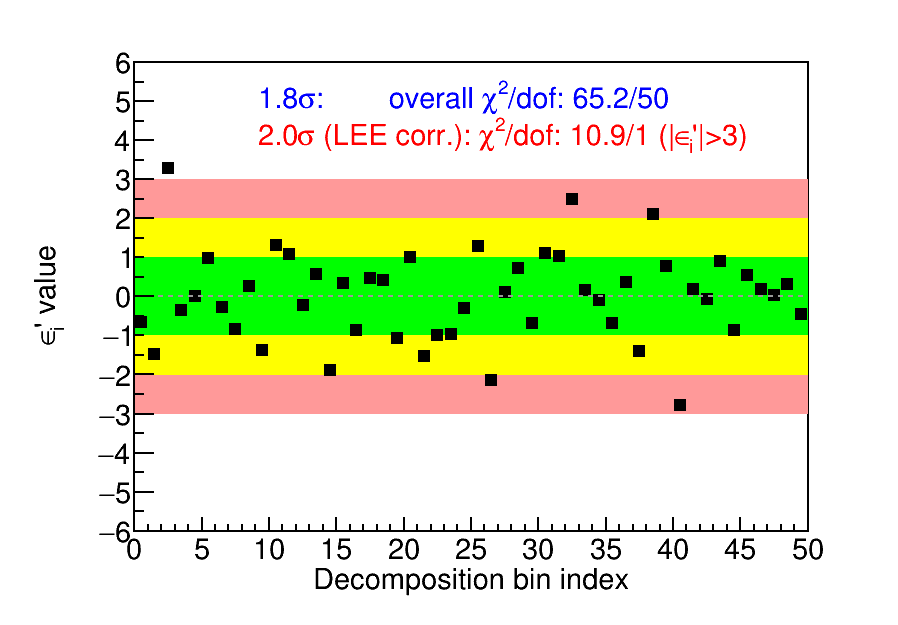 6
5
4
3
2
1
0
−1
−2
−3
−4
−5
−6
1.8σ: overall χ²/dof: 65.2/50
2.0σ (LEE corr.): χ²/dof: 10.9/1 (|ϵᵢ'|>3)
ϵᵢ' value
0 5 10 15 20 25 30 35 40 45 50
Decomposition bin index